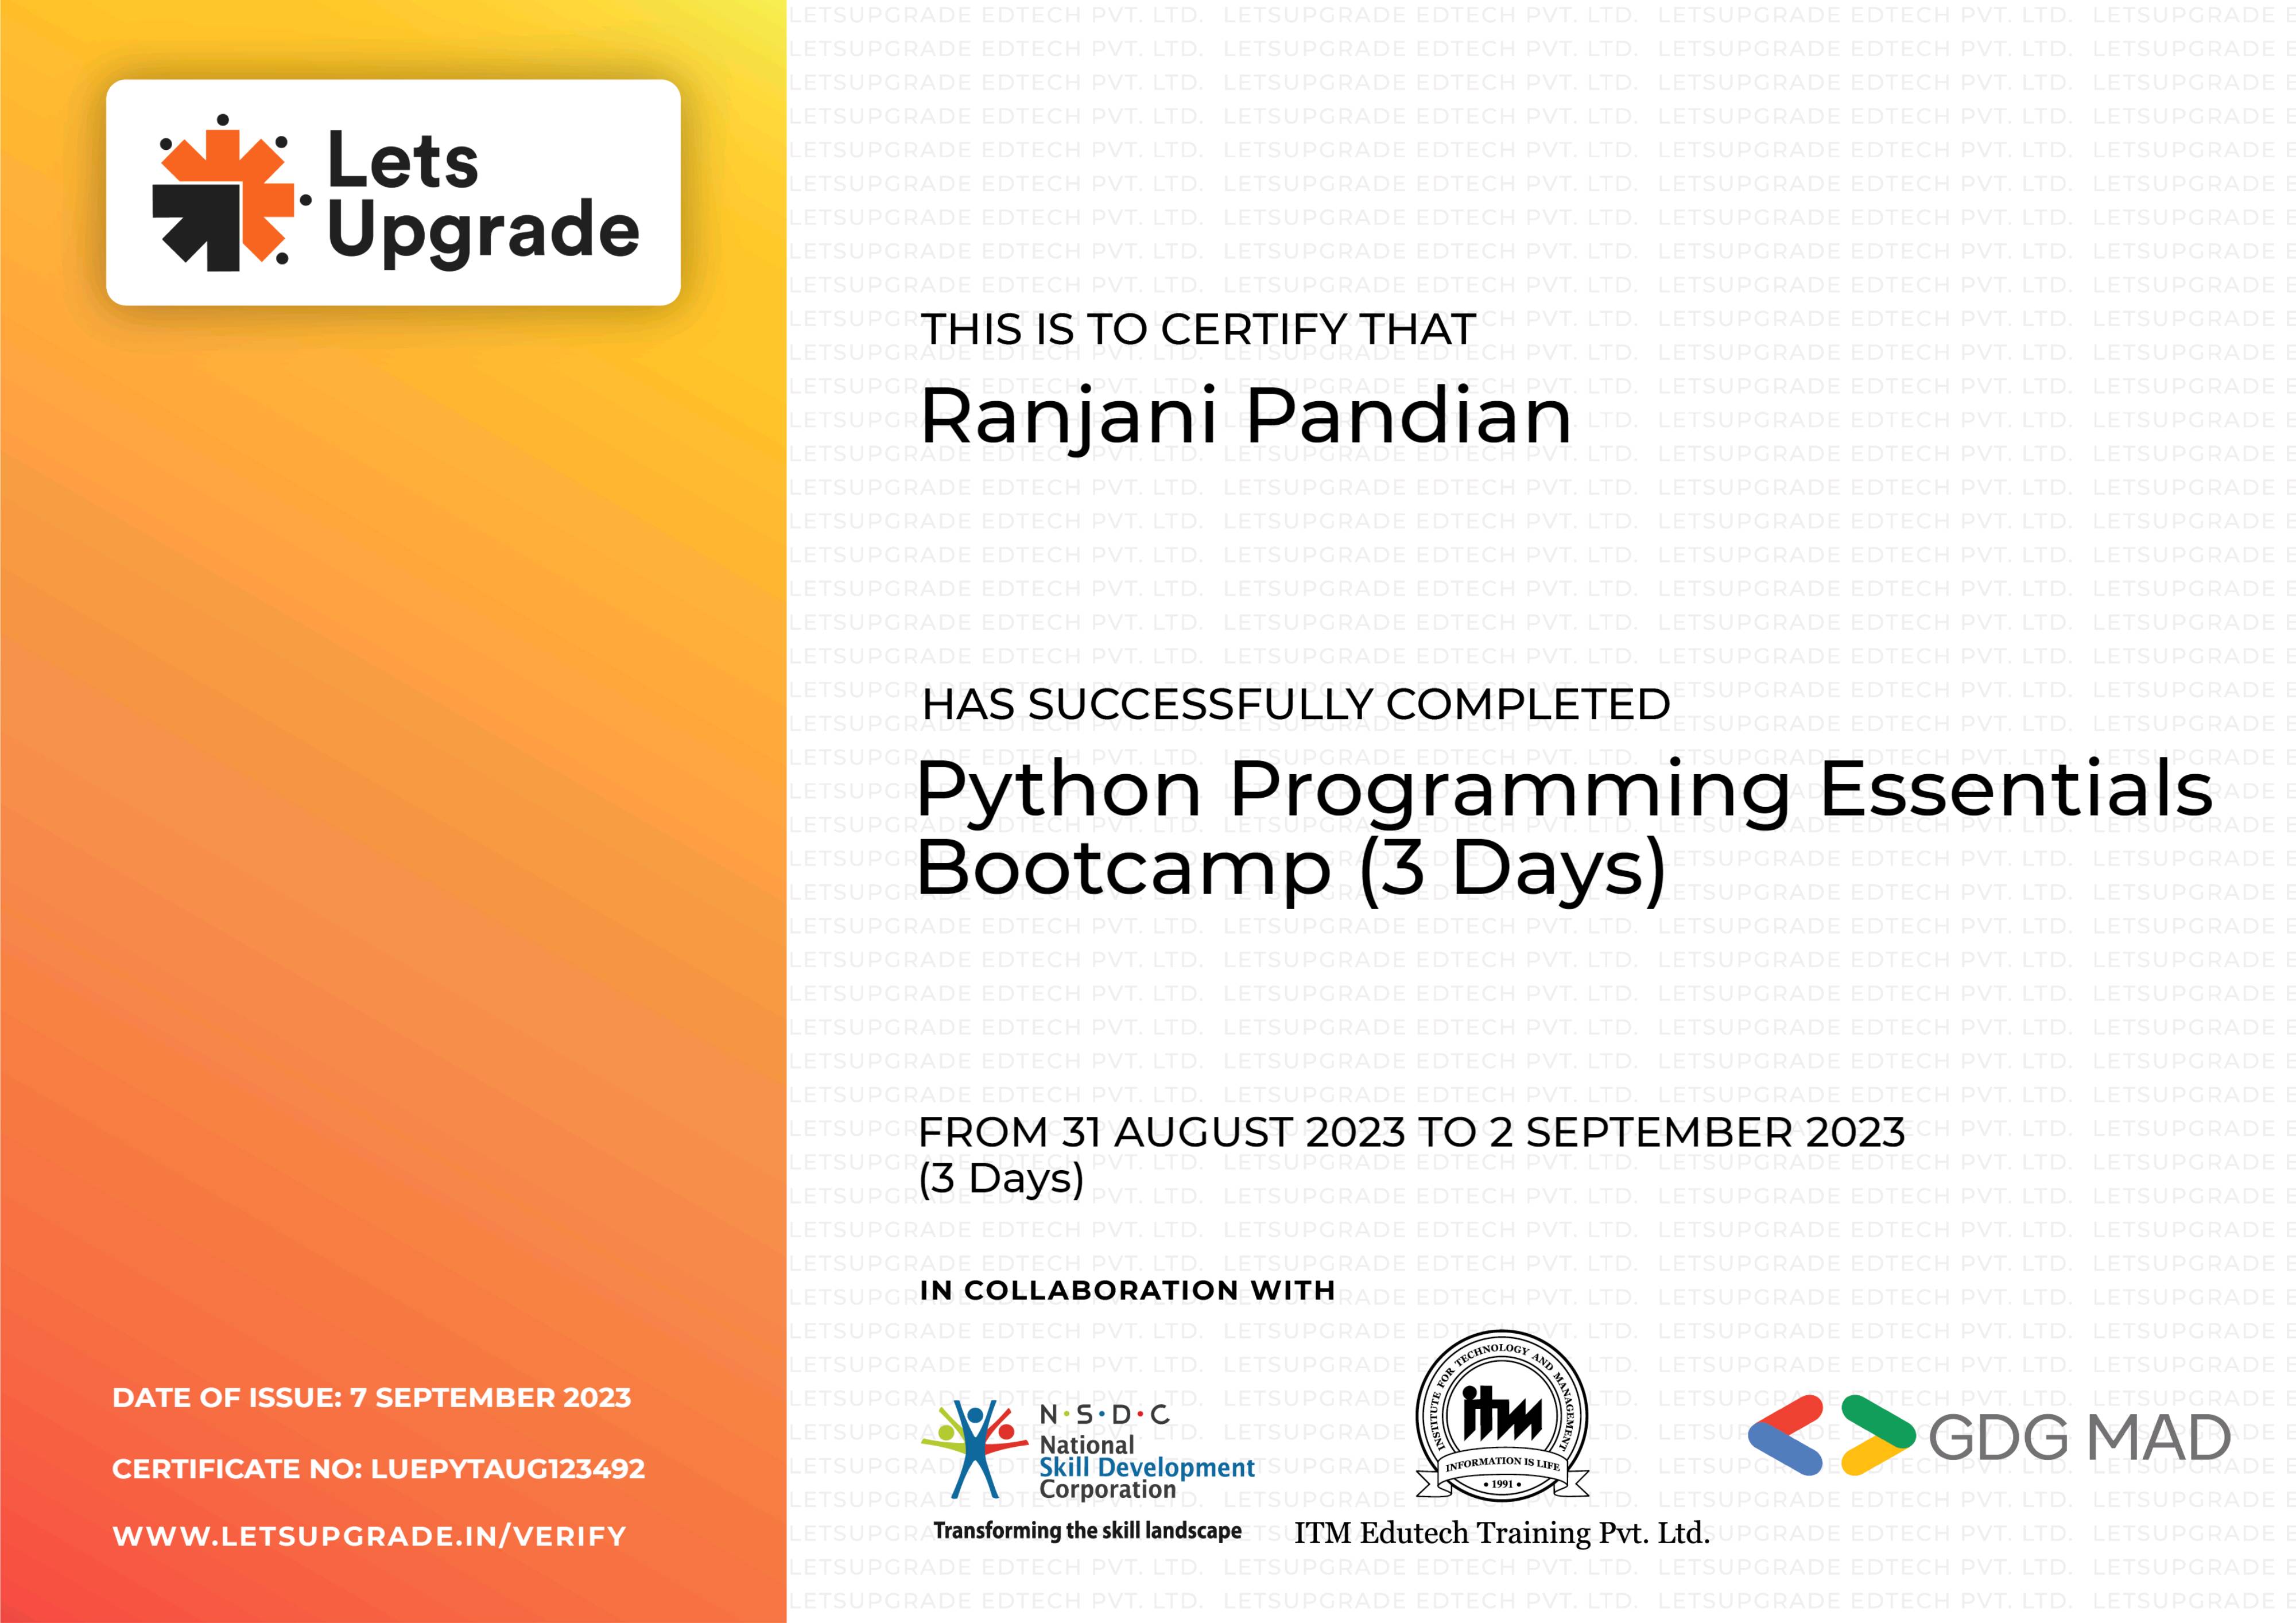 Lets
Upgrade
THIS IS TO CERTIFY THAT
Ranjani Pandian
HAS SUCCESSFULLY COMPLETED
Python Programming Essentials
Bootcamp (3 Days)
FROM 31 AUGUST 2023 TO 2 SEPTEMBER 2023
(3 Days)
IN COLLABORATION WITH
N·S·D·C
National
Skill Development
Corporation
Transforming the skill landscape
INSTITUTE FOR TECHNOLOGY AND MANAGEMENT
itm
INFORMATION IS LIFE
• 1991 •
ITM Edutech Training Pvt. Ltd.
GDG MAD
DATE OF ISSUE: 7 SEPTEMBER 2023
CERTIFICATE NO: LUEPYTAUG123492
WWW.LETSUPGRADE.IN/VERIFY
LETSUPGRADE EDTECH PVT. LTD.